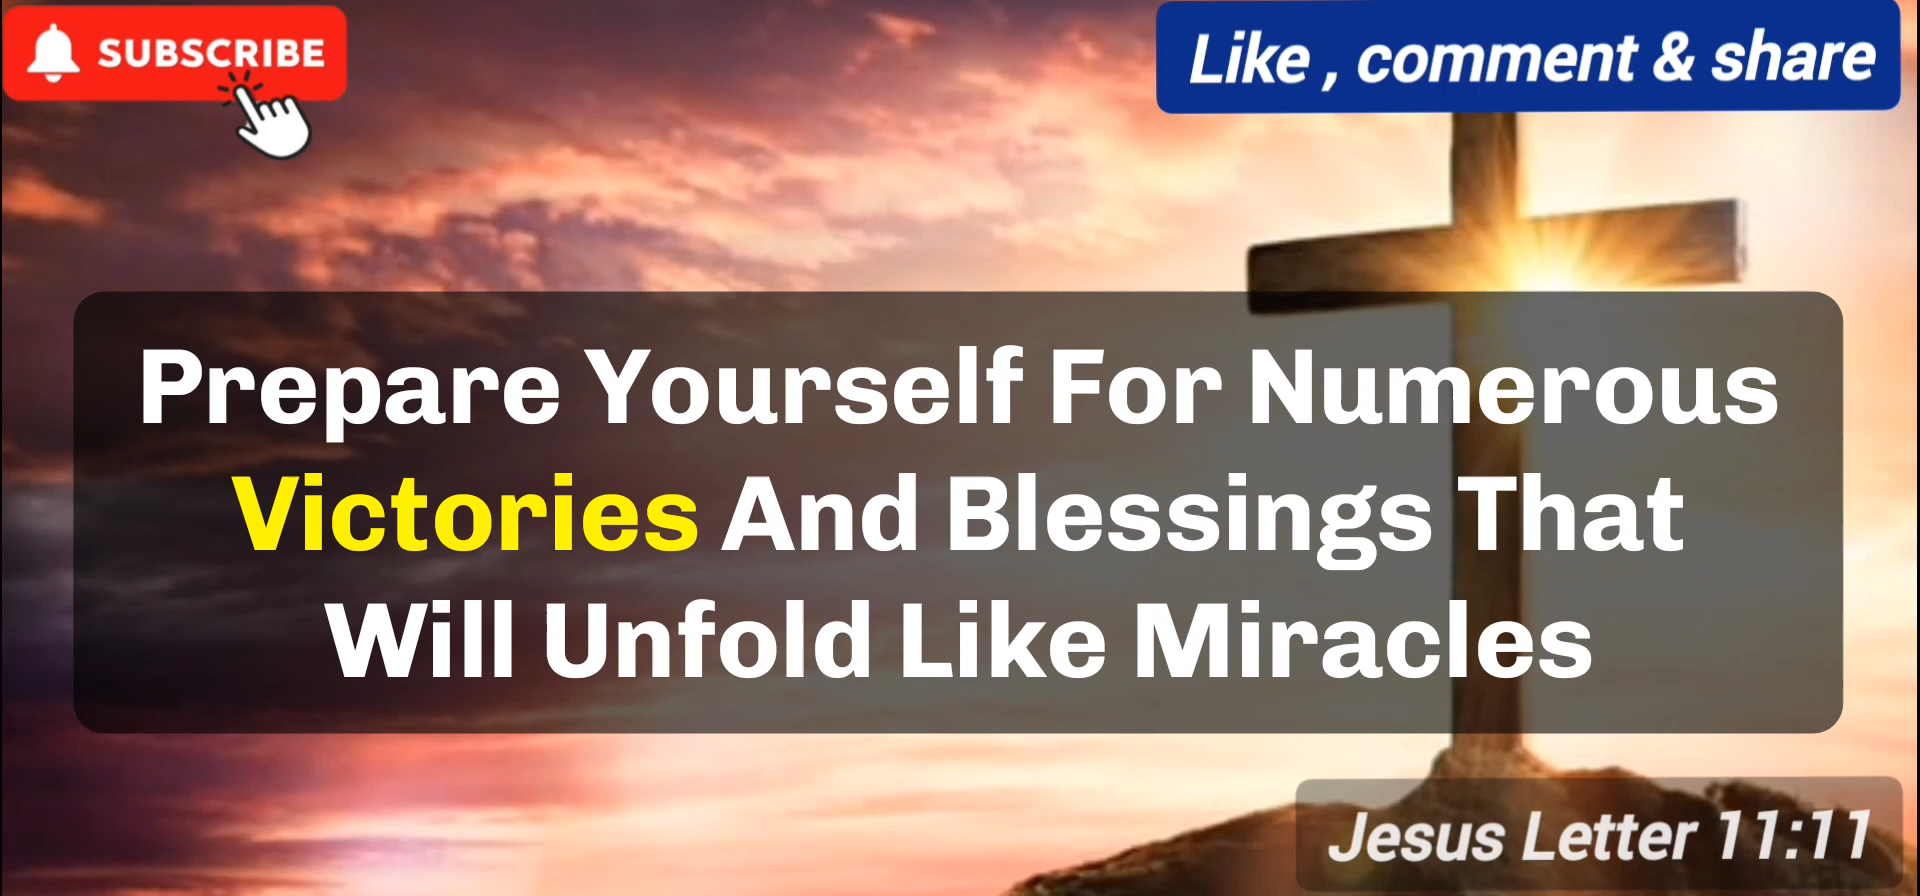 SUBSCRIBE
Like , comment & share
Prepare Yourself For Numerous
Victories And Blessings That
Will Unfold Like Miracles
Jesus Letter 11:11